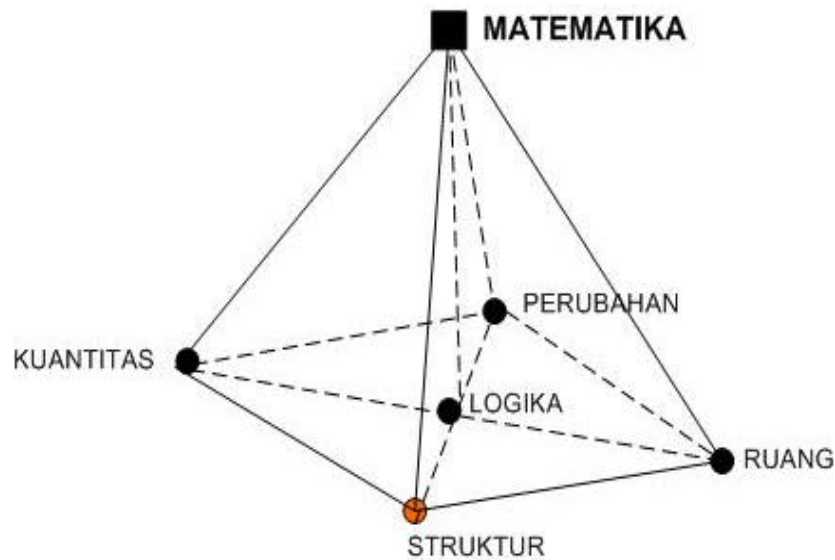 MATEMATIKA
PERUBAHAN
KUANTITAS
LOGIKA
RUANG
STRUKTUR